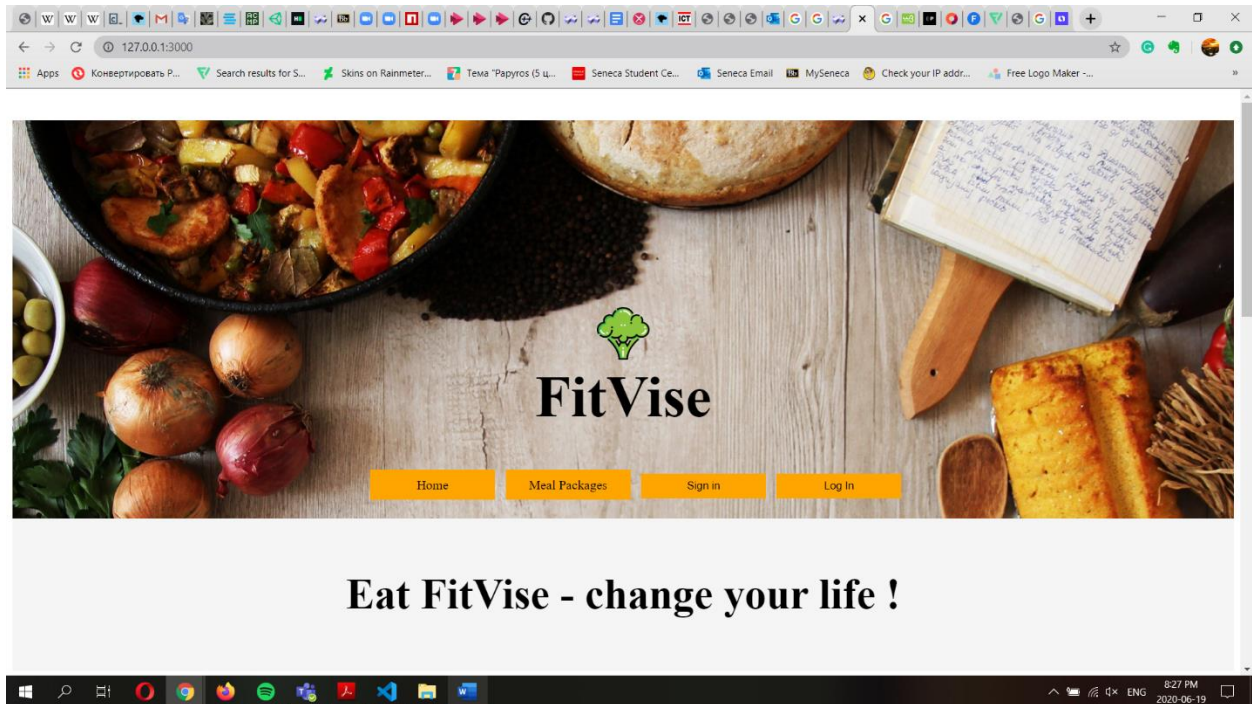 127.0.0.1:3000
Apps
Конвертировать Р...
Search results for S...
Skins on Rainmeter...
Тема "Papyros (5 ц...
Seneca Student Ce...
Seneca Email
MySeneca
Check your IP addr...
Free Logo Maker -...
»
FitVise
Home
Meal Packages
Sign in
Log In
Eat FitVise - change your life !
ENG
8:27 PM
2020-06-19